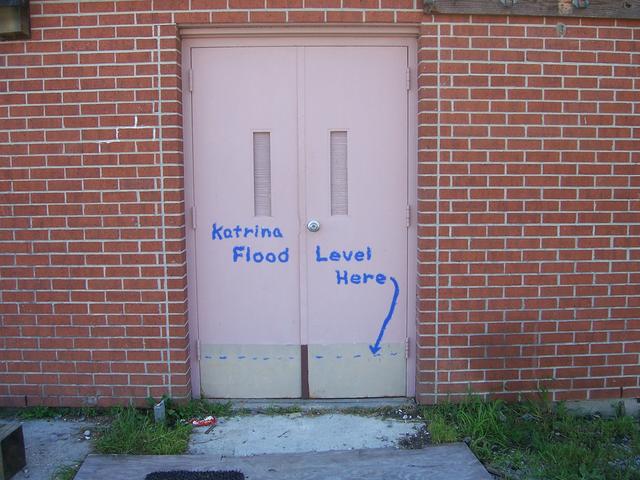 Katrina
Flood Level
Here